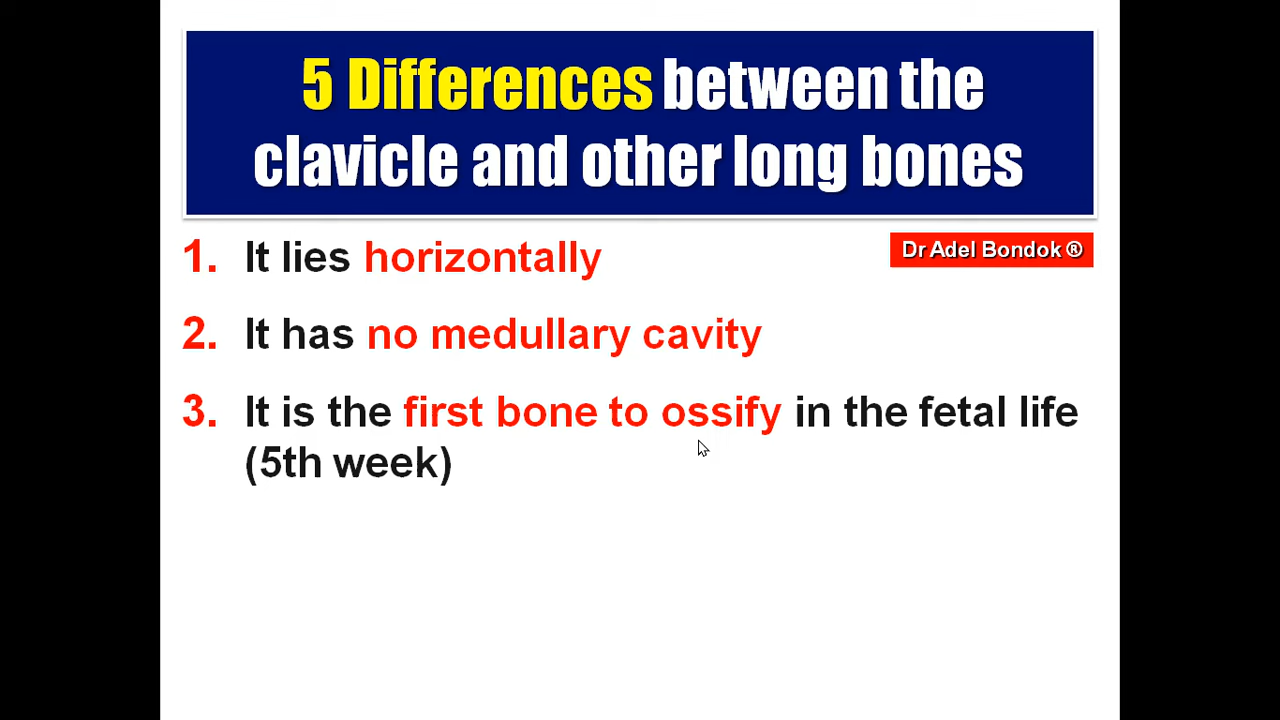 5 Differences between the
clavicle and other long bones
Dr Adel Bondok ®
1. It lies horizontally
2. It has no medullary cavity
3. It is the first bone to ossify in the fetal life
(5th week)